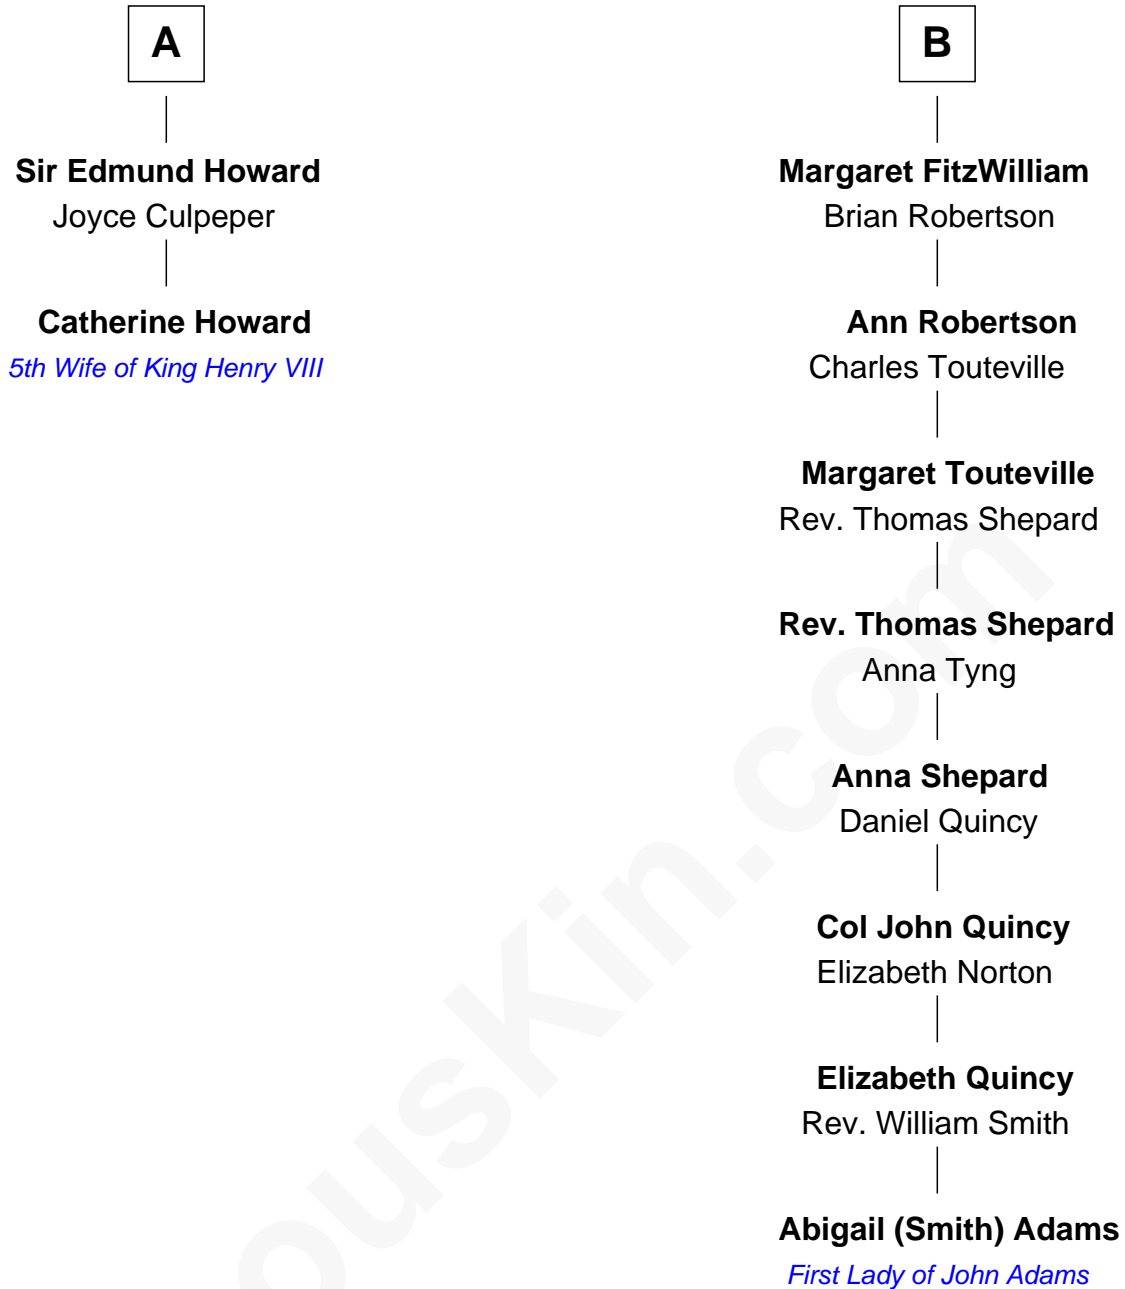 A
Sir Edmund Howard
Joyce Culpeper
Catherine Howard
5th Wife of King Henry VIII
B
Margaret FitzWilliam
Brian Robertson
Ann Robertson
Charles Touteville
Margaret Touteville
Rev. Thomas Shepard
Rev. Thomas Shepard
Anna Tyng
Anna Shepard
Daniel Quincy
Col John Quincy
Elizabeth Norton
Elizabeth Quincy
Rev. William Smith
Abigail (Smith) Adams
First Lady of John Adams
ousKin.com